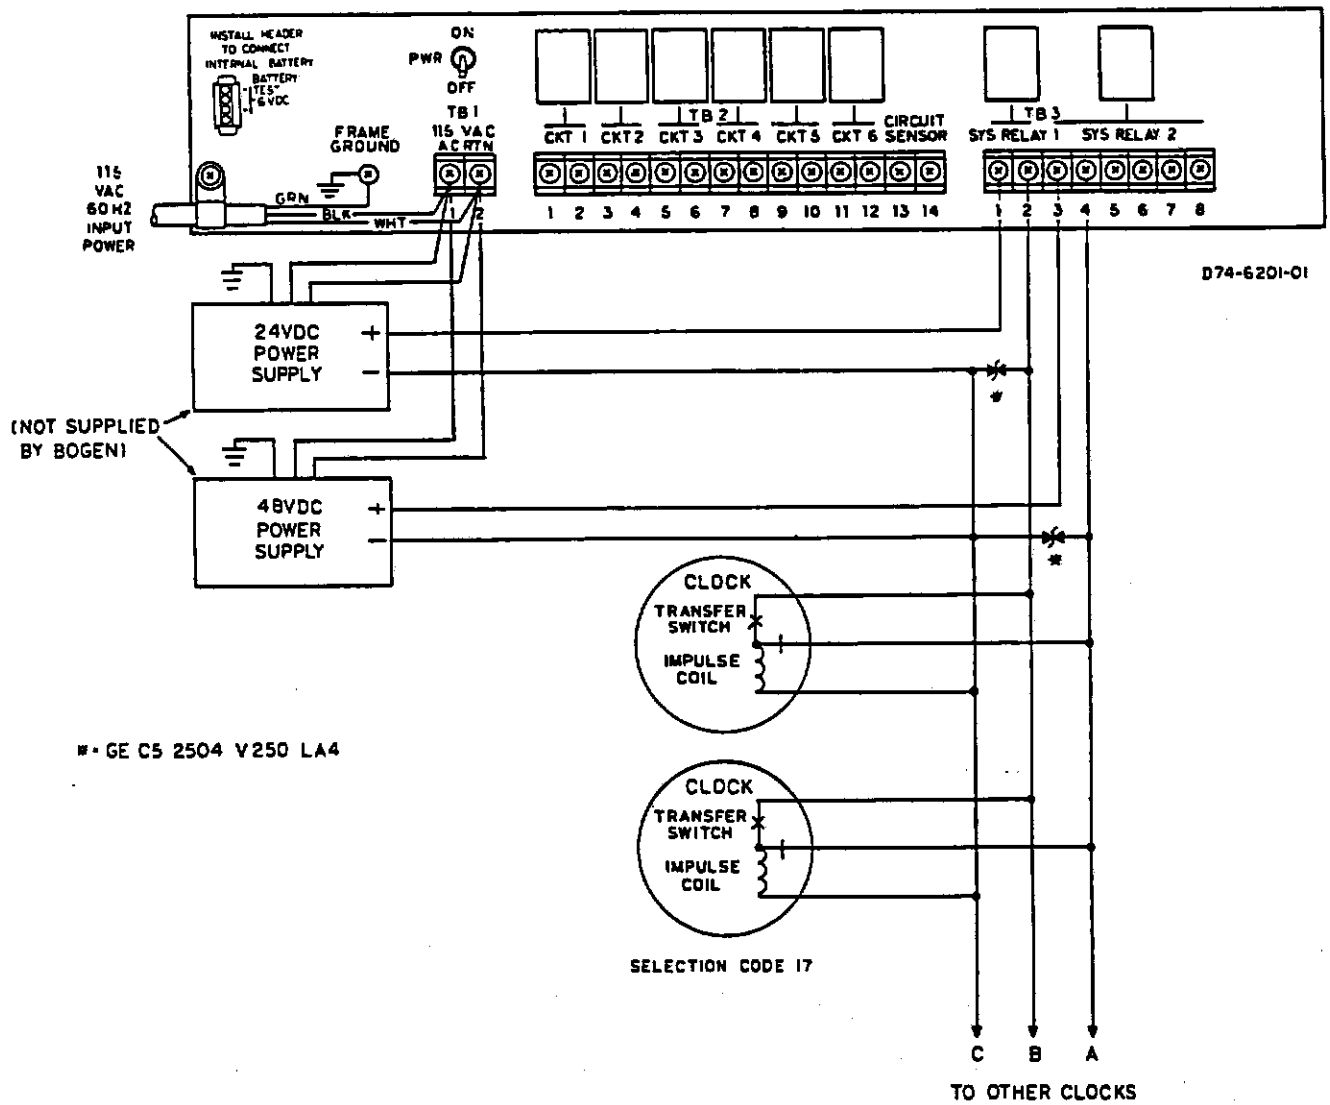 INSTALL HEADER
TO CONNECT
INTERNAL BATTERY
BATTERY
TEST
6VDC
ON
PWR
OFF
TB1
115 VAC
AC RTN
FRAME
GROUND
TB2
CKT 1 CKT 2 CKT 3 CKT 4 CKT 5 CKT 6 CIRCUIT
SENSOR
TB3
SYS RELAY 1 SYS RELAY 2
115
VAC
60 HZ
INPUT
POWER
GRN
BLK
WHT
1 2
1 2 3 4 5 6 7 8 9 10 11 12 13 14
1 2 3 4 5 6 7 8
D74-6201-01
24VDC
POWER
SUPPLY
+
−
*
(NOT SUPPLIED
BY BOGEN)
48VDC
POWER
SUPPLY
+
−
*
CLOCK
TRANSFER
SWITCH
IMPULSE
COIL
*- GE C5 2504 V250 LA4
CLOCK
TRANSFER
SWITCH
IMPULSE
COIL
SELECTION CODE 17
C B A
TO OTHER CLOCKS